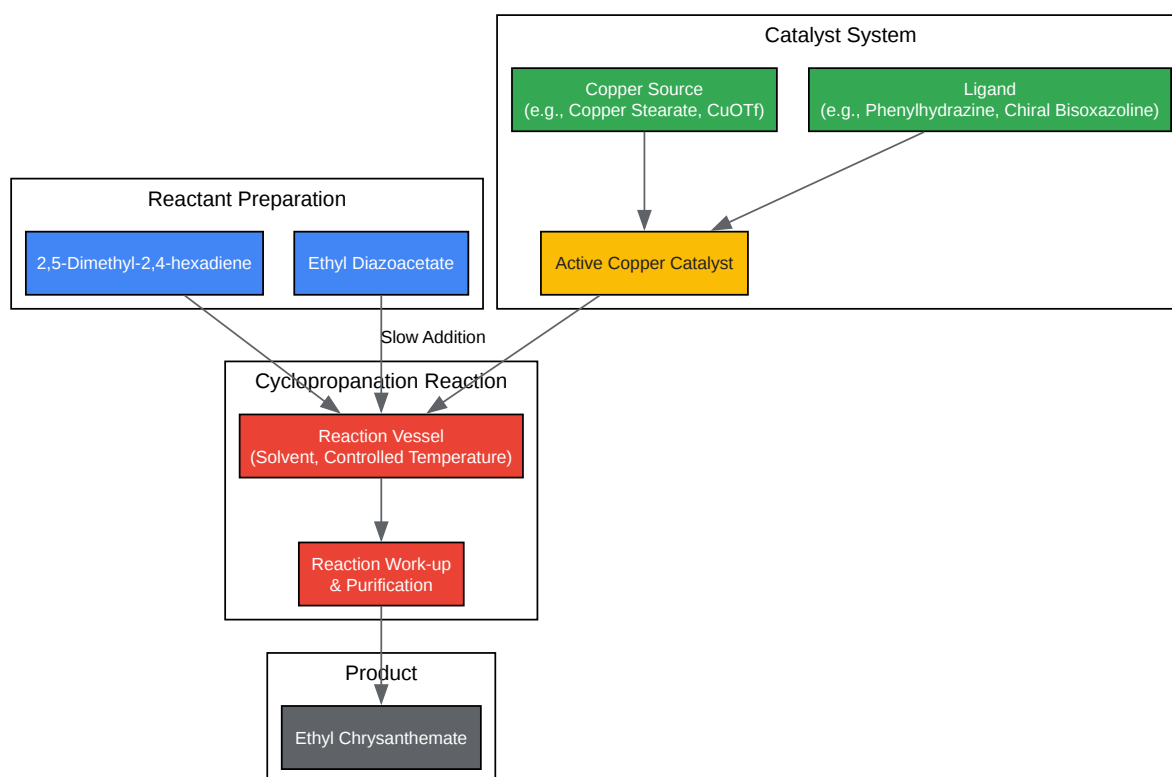 Catalyst System
Copper Source
(e.g., Copper Stearate, CuOTf)
Ligand
(e.g., Phenylhydrazine, Chiral Bisoxazoline)
Reactant Preparation
2,5-Dimethyl-2,4-hexadiene
Ethyl Diazoacetate
Active Copper Catalyst
Slow Addition
Cyclopropanation Reaction
Reaction Vessel
(Solvent, Controlled Temperature)
Reaction Work-up
& Purification
Product
Ethyl Chrysanthemate